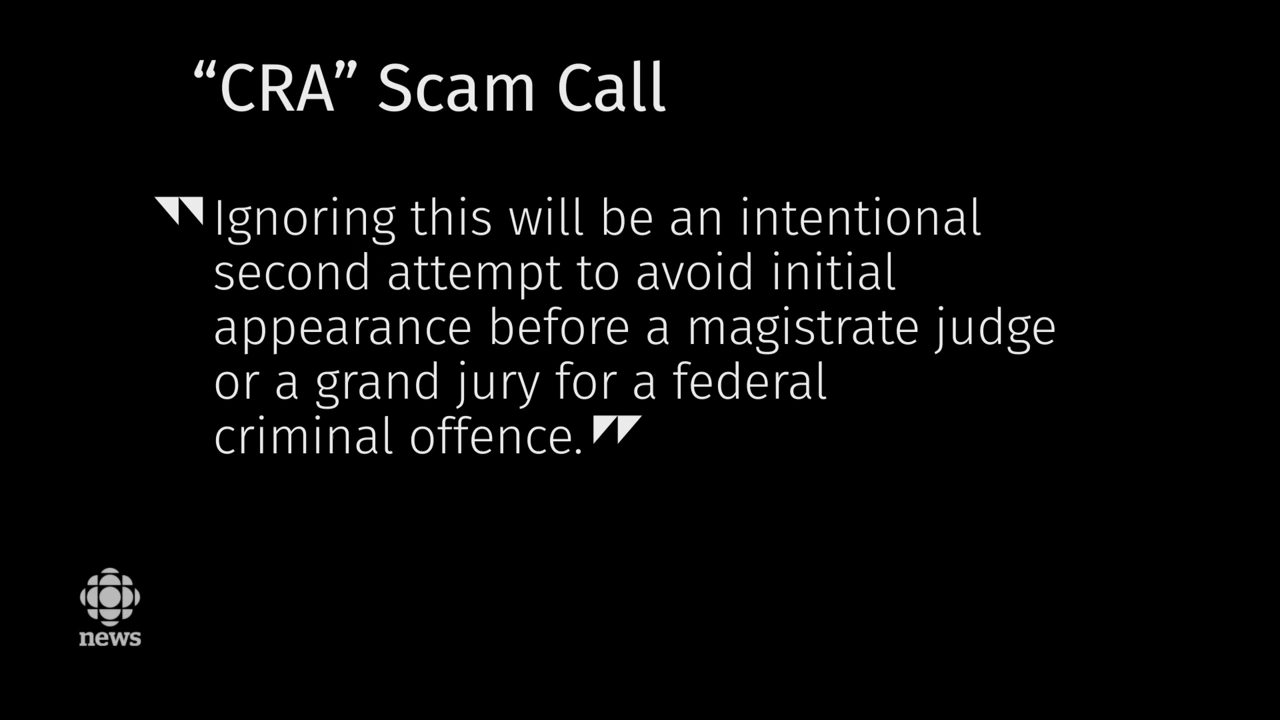 “CRA” Scam Call
"Ignoring this will be an intentional
second attempt to avoid initial
appearance before a magistrate judge
or a grand jury for a federal
criminal offence."
news